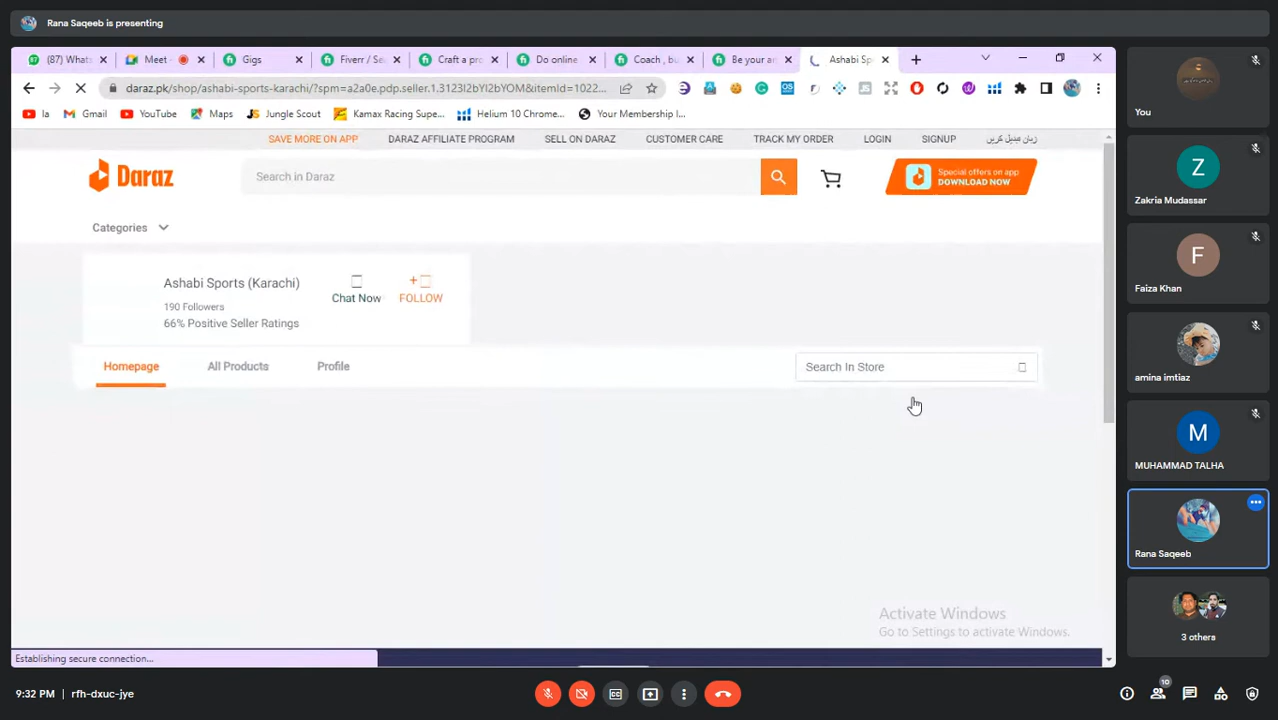 Rana Saqeeb is presenting
(87) What
Meet -
Gigs
Fiverr / Se
Craft a pro
Do online
Coach , bu
Be your an
Ashabi Sp
daraz.pk/shop/ashabi-sports-karachi/?spm=a2a0e.pdp.seller.1.3123I2bYI2bYOM&itemId=1022...
la
Gmail
YouTube
Maps
Jungle Scout
Kamax Racing Supe...
Helium 10 Chrome...
Your Membership I...
SAVE MORE ON APP
DARAZ AFFILIATE PROGRAM
SELL ON DARAZ
CUSTOMER CARE
TRACK MY ORDER
LOGIN
SIGNUP
زبان تبدیل کریں
Daraz
Search in Daraz
Special offers on app
DOWNLOAD NOW
Categories
Ashabi Sports (Karachi)
190 Followers
66% Positive Seller Ratings
Chat Now
FOLLOW
Homepage
All Products
Profile
Search In Store
Activate Windows
Go to Settings to activate Windows.
Establishing secure connection...
You
Z
Zakria Mudassar
F
Faiza Khan
amina imtiaz
M
MUHAMMAD TALHA
Rana Saqeeb
3 others
9:32 PM
rfh-dxuc-jye
10